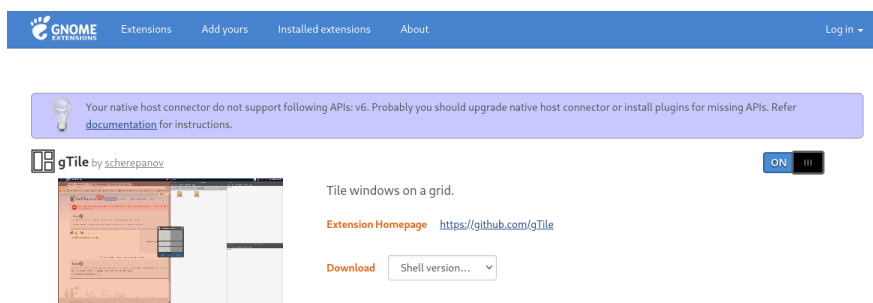 GNOME
EXTENSIONS
Extensions
Add yours
Installed extensions
About
Log in
Your native host connector do not support following APIs: v6. Probably you should upgrade native host connector or install plugins for missing APIs. Refer
documentation for instructions.
gTile by scherepanov
ON
Tile windows on a grid.
Extension Homepage https://github.com/gTile
Download Shell version...